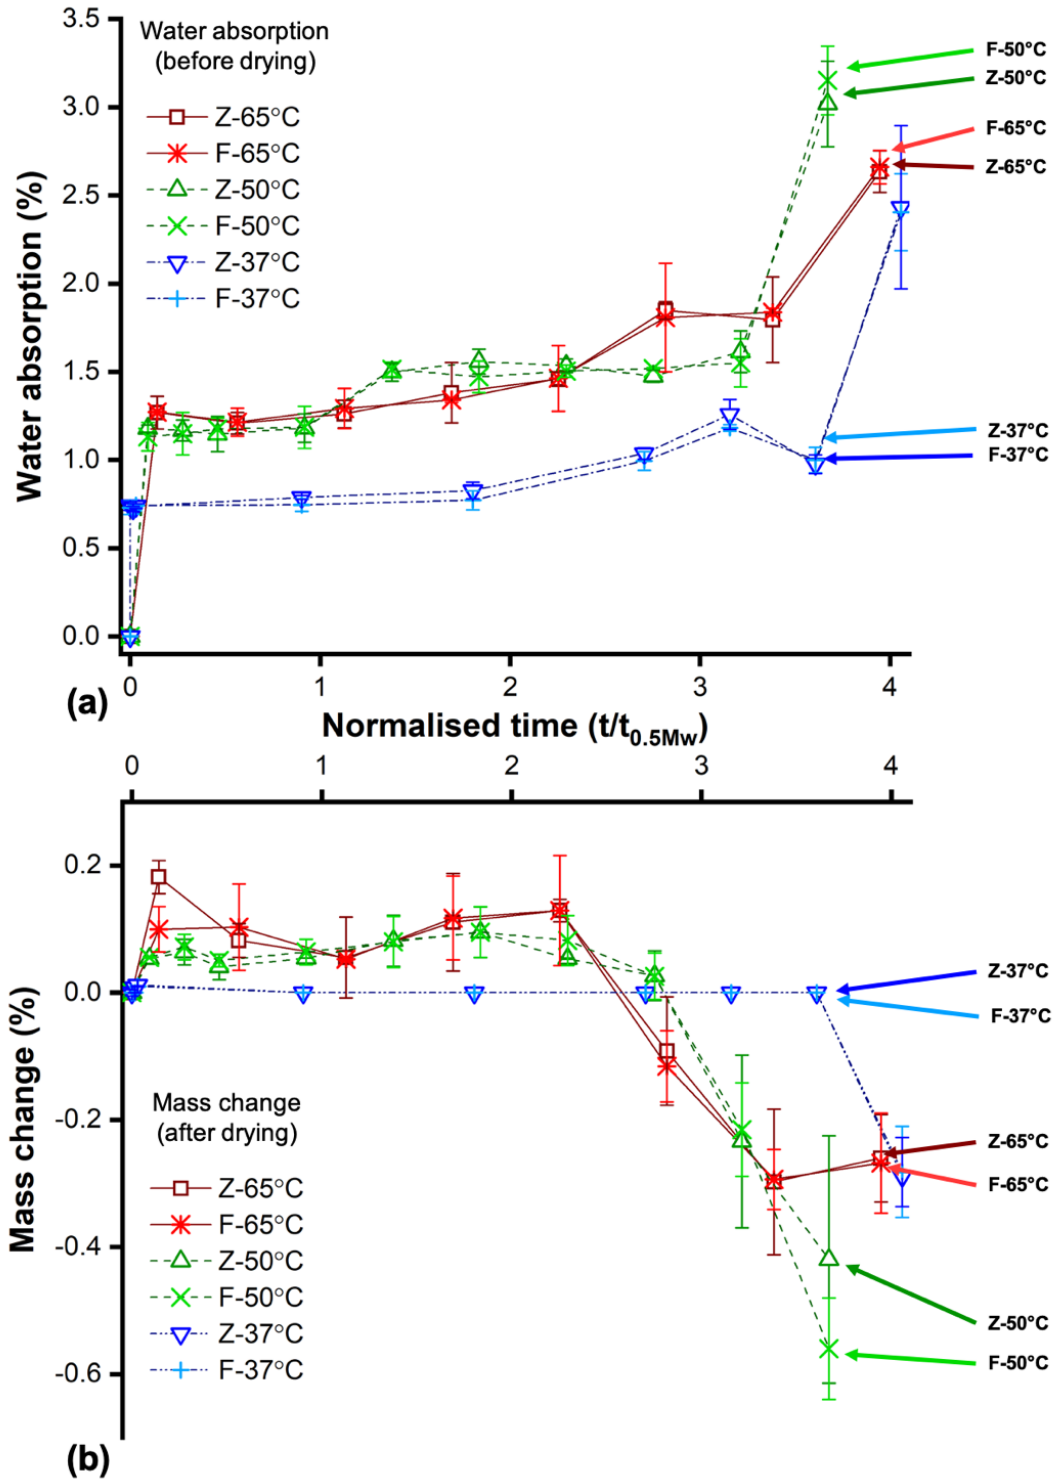 3.5
3.0
2.5
2.0
1.5
1.0
0.5
0.0
Water absorption (%)
Water absorption
(before drying)
Z-65°C
F-65°C
Z-50°C
F-50°C
Z-37°C
F-37°C
F-50°C
Z-50°C
F-65°C
Z-65°C
Z-37°C
F-37°C
0 1 2 3 4
(a)
Normalised time (t/t0.5Mw)
0 1 2 3 4
0.2
0.0
-0.2
-0.4
-0.6
Mass change (%)
Mass change
(after drying)
Z-65°C
F-65°C
Z-50°C
F-50°C
Z-37°C
F-37°C
Z-37°C
F-37°C
Z-65°C
F-65°C
Z-50°C
F-50°C
(b)